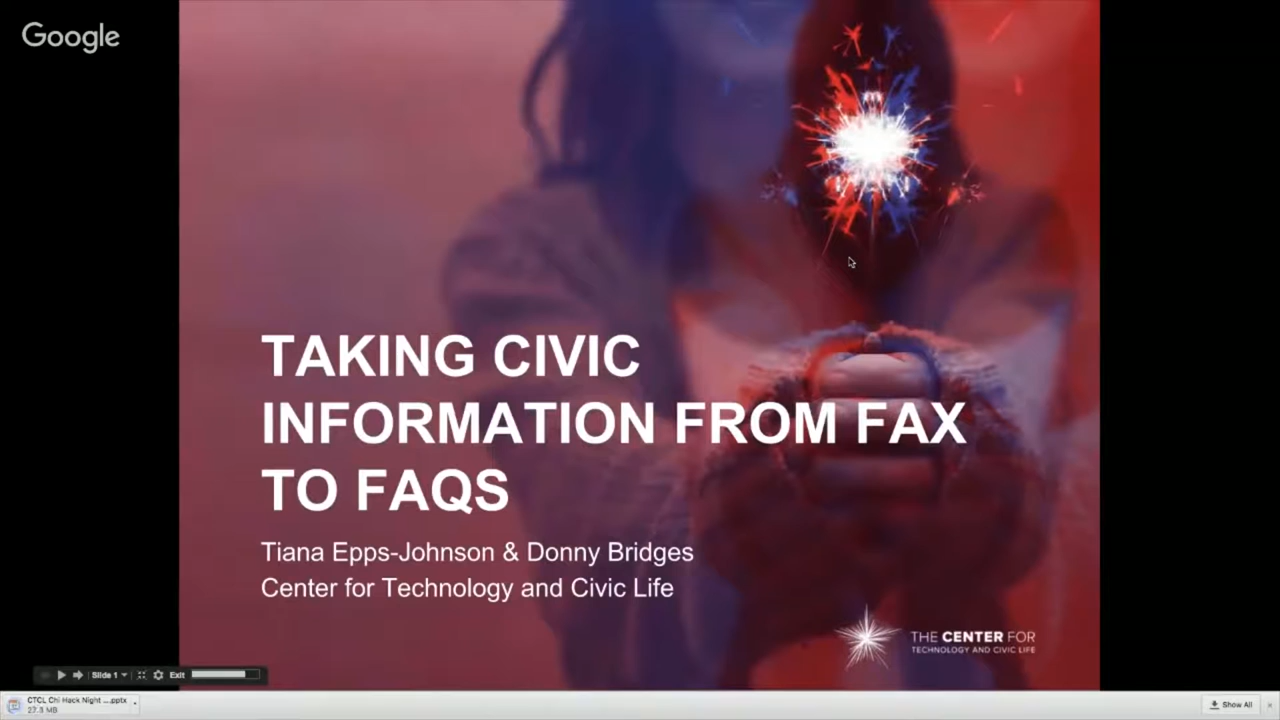 Google
TAKING CIVIC
INFORMATION FROM FAX
TO FAQS
Tiana Epps-Johnson & Donny Bridges
Center for Technology and Civic Life
THE CENTER FOR
TECHNOLOGY AND CIVIC LIFE
Slide 1
Exit
CTCL Chi Hack Night ....pptx
27.8 MB
Show All